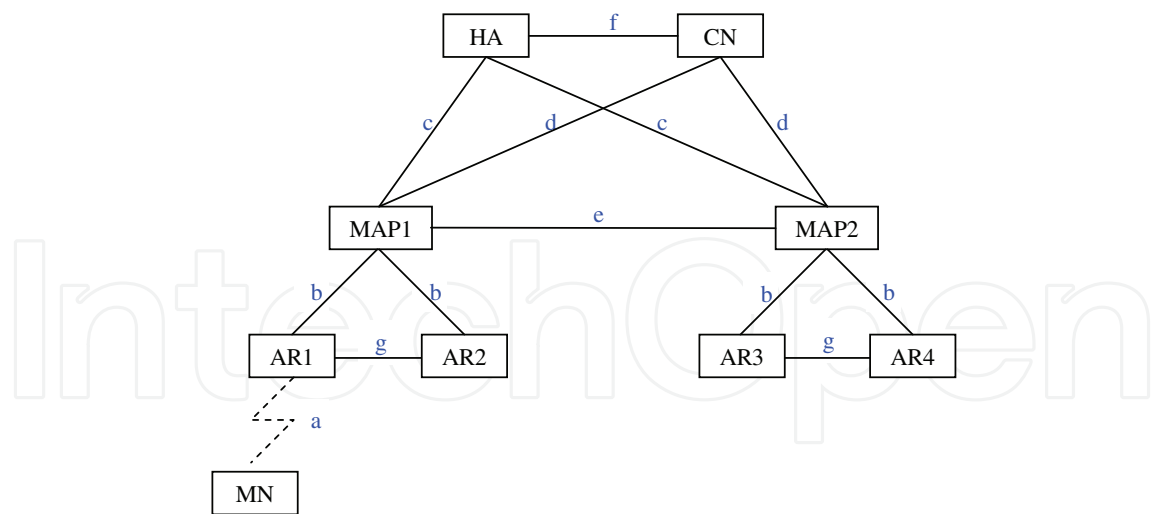 f
HA CN
c d c d
e
MAP1 MAP2
b b b b
g g
AR1 AR2 AR3 AR4
a
MN
IntechOpen